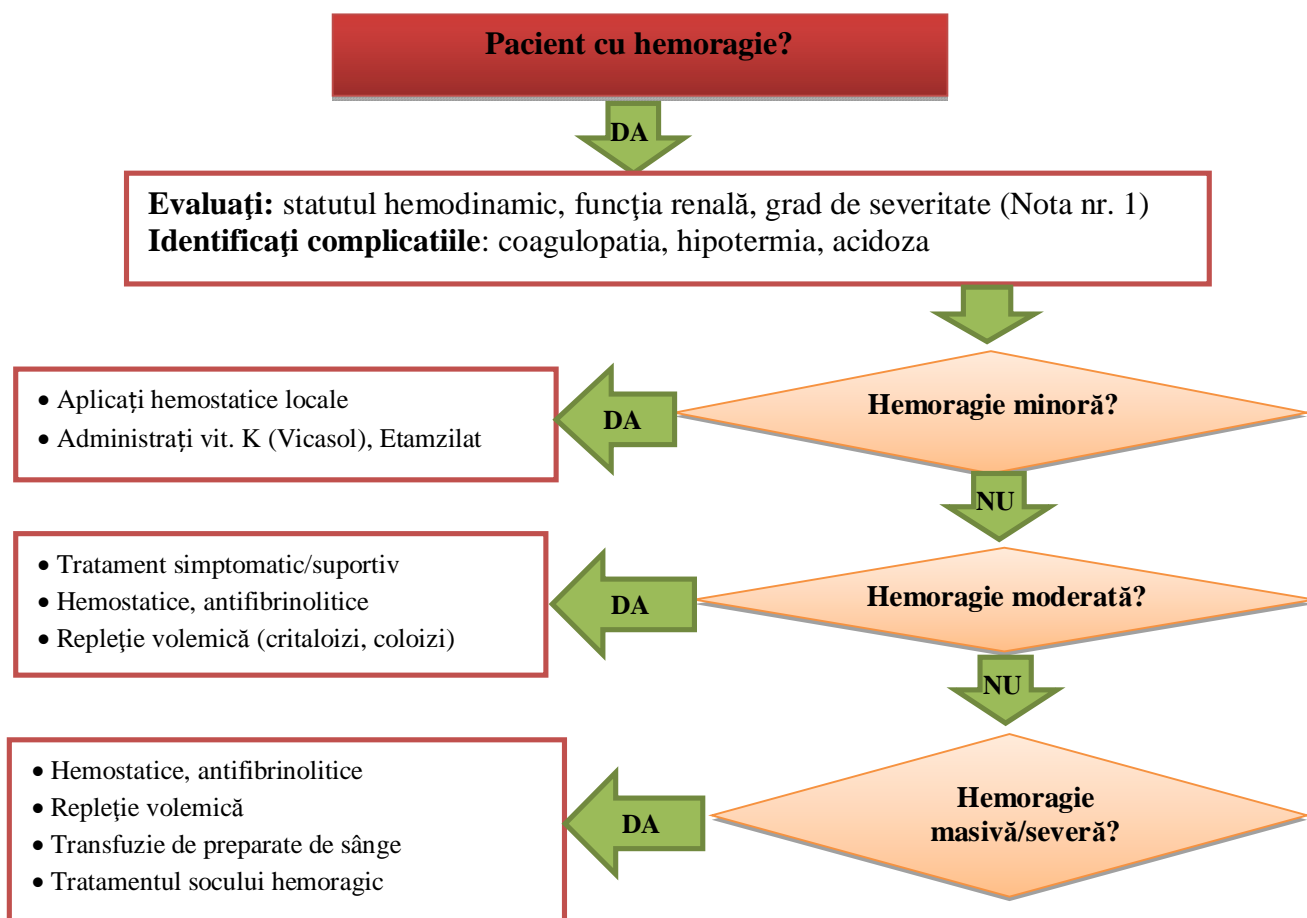 Pacient cu hemoragie?
DA
Evaluaţi: statutul hemodinamic, funcţia renală, grad de severitate (Nota nr. 1)
Identificaţi complicatiile: coagulopatia, hipotermia, acidoza
Hemoragie minoră?
DA
• Aplicați hemostatice locale
• Administrați vit. K (Vicasol), Etamzilat
NU
Hemoragie moderată?
DA
• Tratament simptomatic/suportiv
• Hemostatice, antifibrinolitice
• Repleţie volemică (critaloizi, coloizi)
NU
Hemoragie
masivă/severă?
DA
• Hemostatice, antifibrinolitice
• Repleţie volemică
• Transfuzie de preparate de sânge
• Tratamentul socului hemoragic